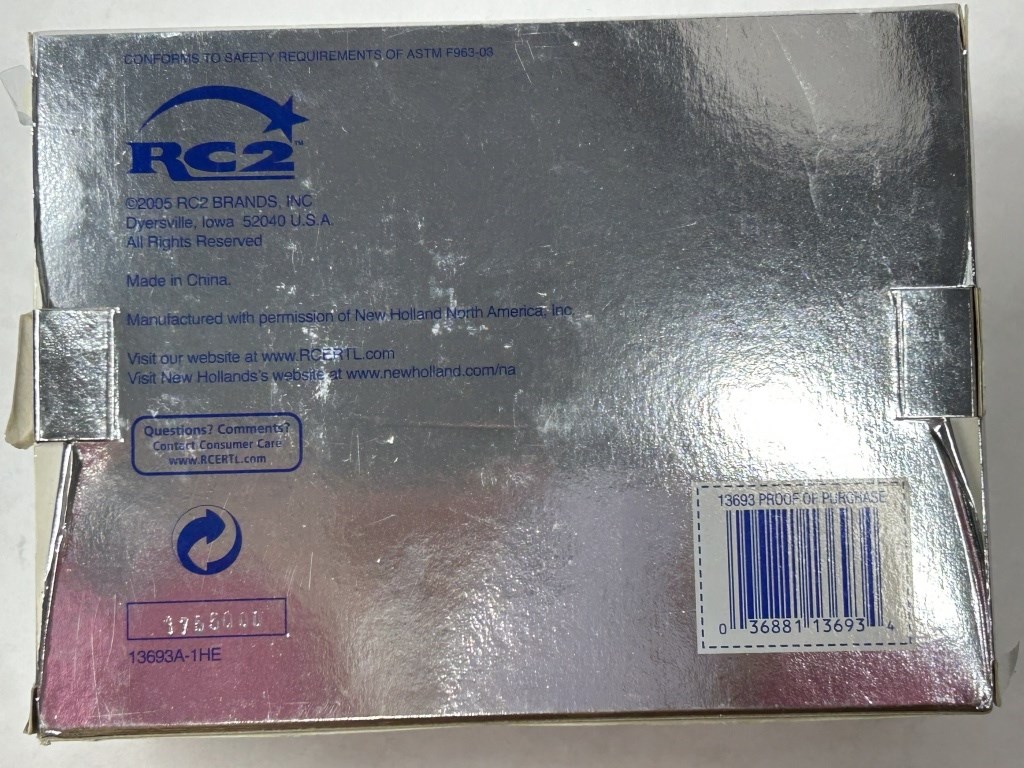 CONFORMS TO SAFETY REQUIREMENTS OF ASTM F963-03
RC2™
©2005 RC2 BRANDS, INC
Dyersville, Iowa 52040 U.S.A.
All Rights Reserved
Made in China.
Manufactured with permission of New Holland North America, Inc.
Visit our website at www.RCERTL.com
Visit New Hollands's website at www.newholland.com/na
Questions? Comments?
Contact Consumer Care
www.RCERTL.com
13693A-1HE
13693 PROOF OF PURCHASE
0 36881 13693 4